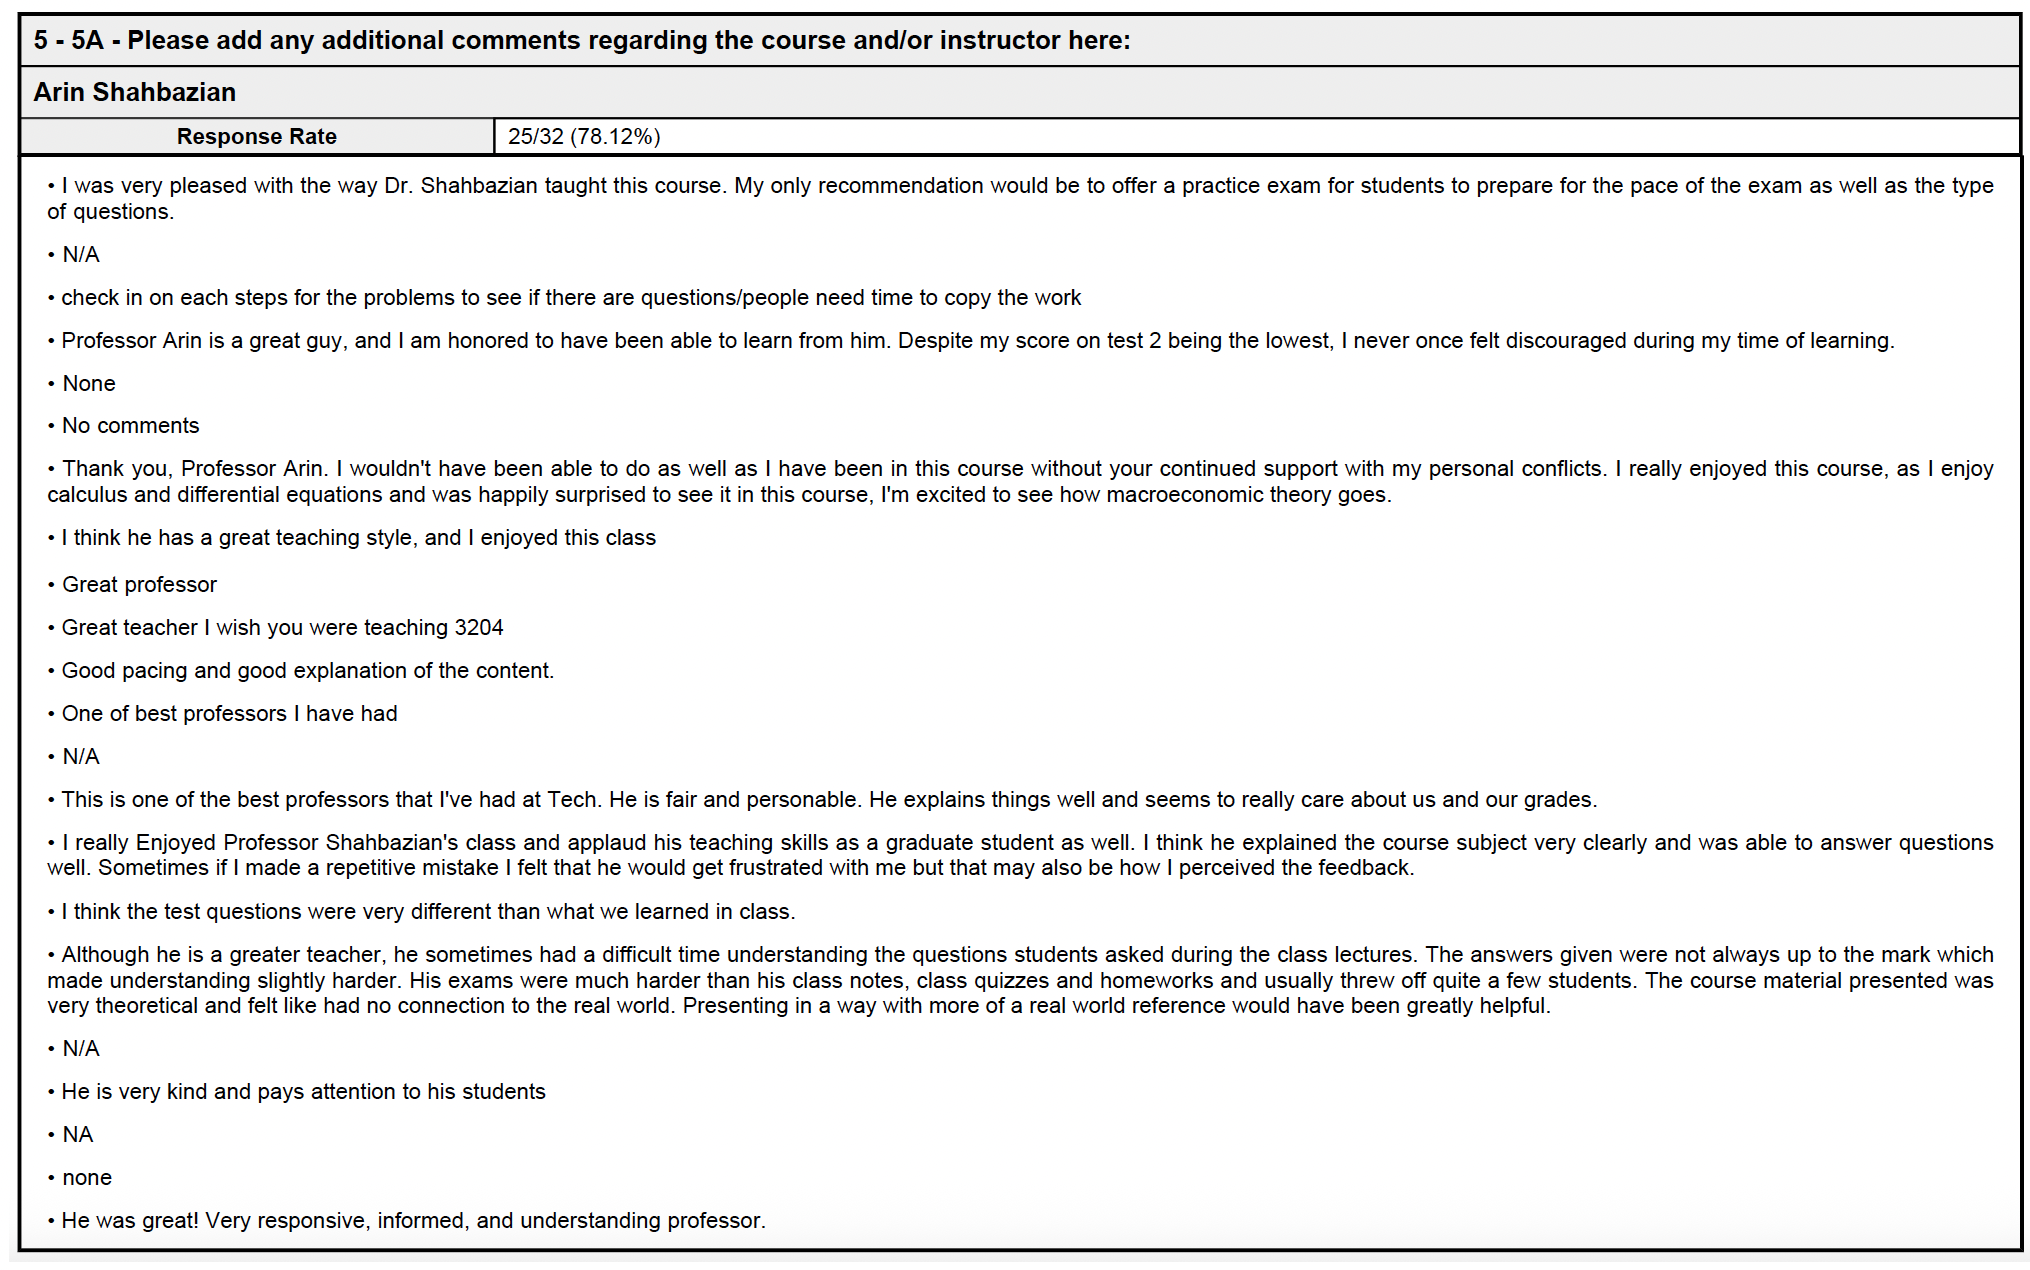 5 - 5A - Please add any additional comments regarding the course and/or instructor here:
Arin Shahbazian
Response Rate 25/32 (78.12%)
• I was very pleased with the way Dr. Shahbazian taught this course. My only recommendation would be to offer a practice exam for students to prepare for the pace of the exam as well as the type
of questions.
• N/A
• check in on each steps for the problems to see if there are questions/people need time to copy the work
• Professor Arin is a great guy, and I am honored to have been able to learn from him. Despite my score on test 2 being the lowest, I never once felt discouraged during my time of learning.
• None
• No comments
• Thank you, Professor Arin. I wouldn't have been able to do as well as I have been in this course without your continued support with my personal conflicts. I really enjoyed this course, as I enjoy
calculus and differential equations and was happily surprised to see it in this course, I'm excited to see how macroeconomic theory goes.
• I think he has a great teaching style, and I enjoyed this class
• Great professor
• Great teacher I wish you were teaching 3204
• Good pacing and good explanation of the content.
• One of best professors I have had
• N/A
• This is one of the best professors that I've had at Tech. He is fair and personable. He explains things well and seems to really care about us and our grades.
• I really Enjoyed Professor Shahbazian's class and applaud his teaching skills as a graduate student as well. I think he explained the course subject very clearly and was able to answer questions
well. Sometimes if I made a repetitive mistake I felt that he would get frustrated with me but that may also be how I perceived the feedback.
• I think the test questions were very different than what we learned in class.
• Although he is a greater teacher, he sometimes had a difficult time understanding the questions students asked during the class lectures. The answers given were not always up to the mark which
made understanding slightly harder. His exams were much harder than his class notes, class quizzes and homeworks and usually threw off quite a few students. The course material presented was
very theoretical and felt like had no connection to the real world. Presenting in a way with more of a real world reference would have been greatly helpful.
• N/A
• He is very kind and pays attention to his students
• NA
• none
• He was great! Very responsive, informed, and understanding professor.